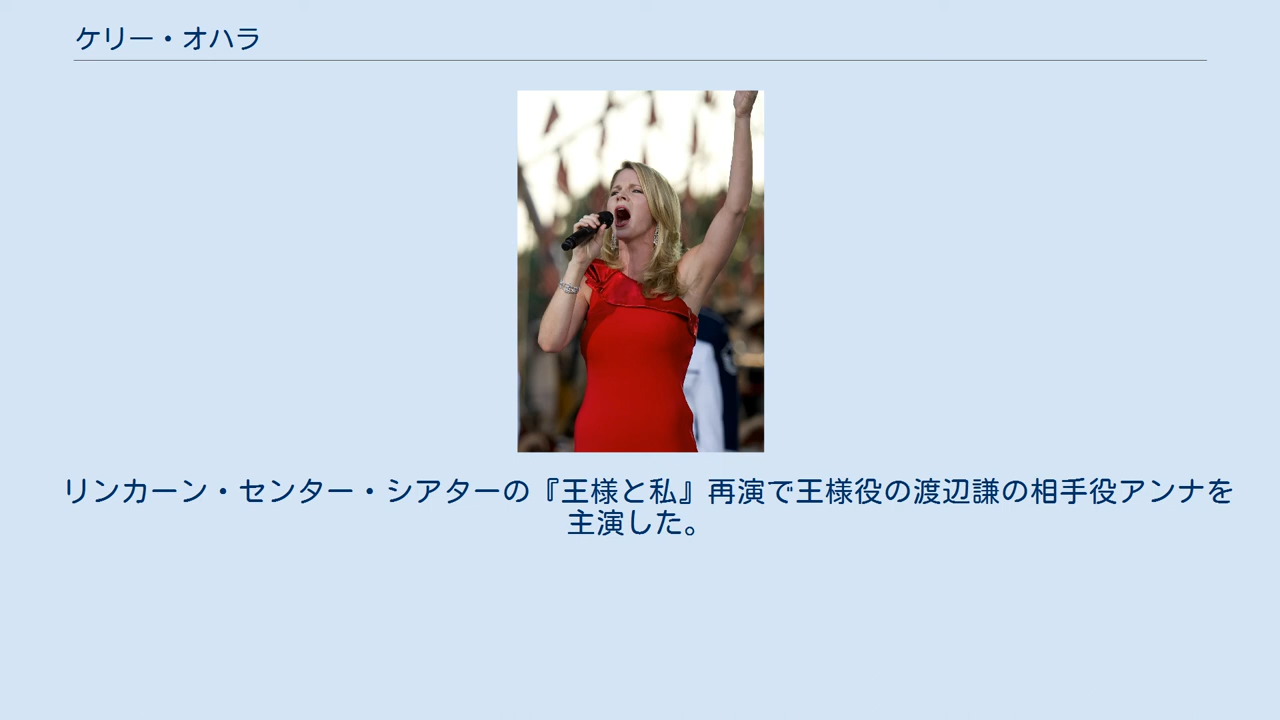 ケリー・オハラ
リンカーン・センター・シアターの『王様と私』再演で王様役の渡辺謙の相手役アンナを
主演した。